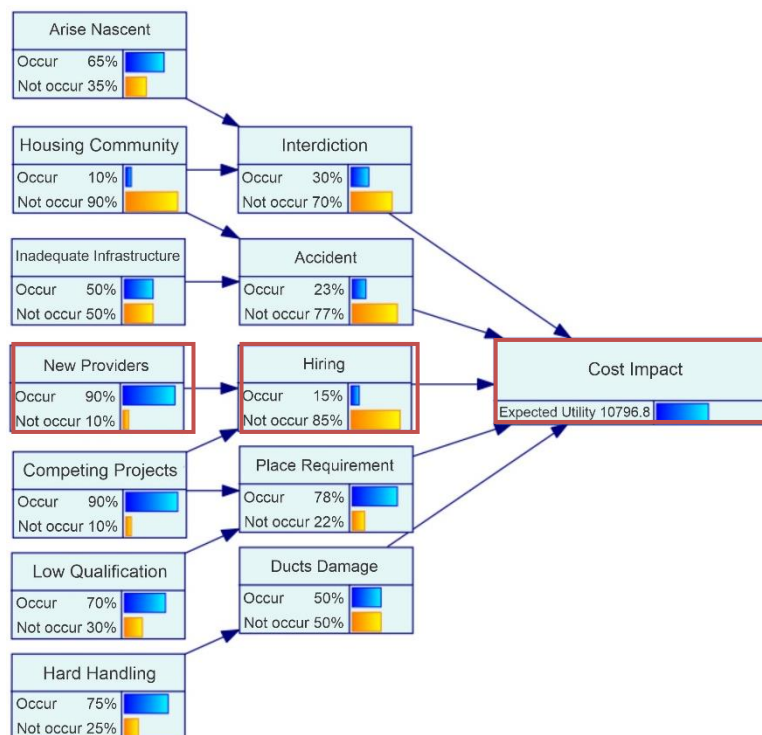 Arise Nascent
Occur 65%
Not occur 35%
Housing Community
Occur 10%
Not occur 90%
Interdiction
Occur 30%
Not occur 70%
Inadequate Infrastructure
Occur 50%
Not occur 50%
Accident
Occur 23%
Not occur 77%
New Providers
Occur 90%
Not occur 10%
Hiring
Occur 15%
Not occur 85%
Cost Impact
Expected Utility 10796.8
Competing Projects
Occur 90%
Not occur 10%
Place Requirement
Occur 78%
Not occur 22%
Low Qualification
Occur 70%
Not occur 30%
Ducts Damage
Occur 50%
Not occur 50%
Hard Handling
Occur 75%
Not occur 25%